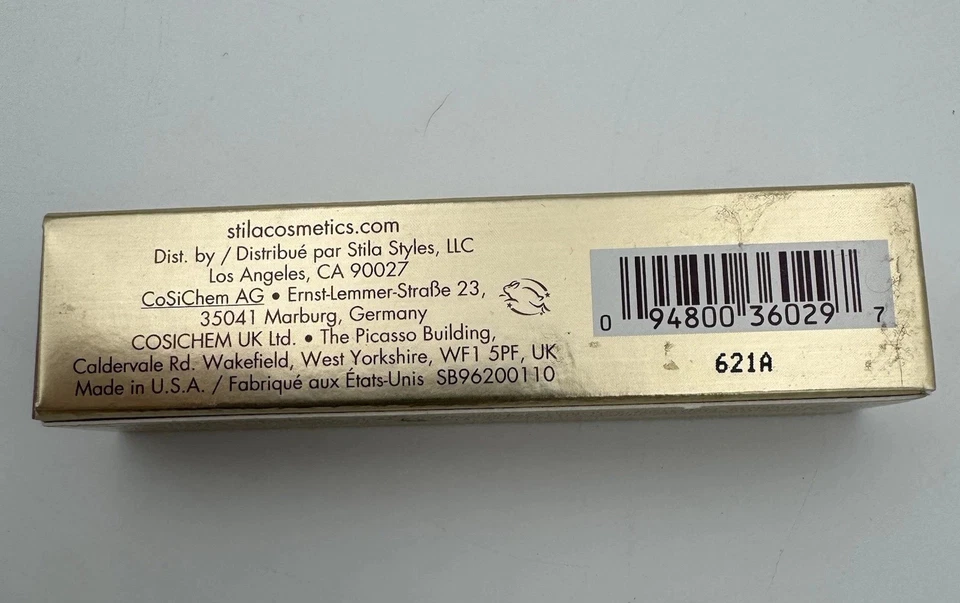 stilacosmetics.com
Dist. by / Distribué par Stila Styles, LLC
Los Angeles, CA 90027
CoSiChem AG • Ernst-Lemmer-Straße 23,
35041 Marburg, Germany
COSICHEM UK Ltd. • The Picasso Building,
Caldervale Rd. Wakefield, West Yorkshire, WF1 5PF, UK
Made in U.S.A. / Fabriqué aux États-Unis SB96200110
0 94800 36029 7
621A